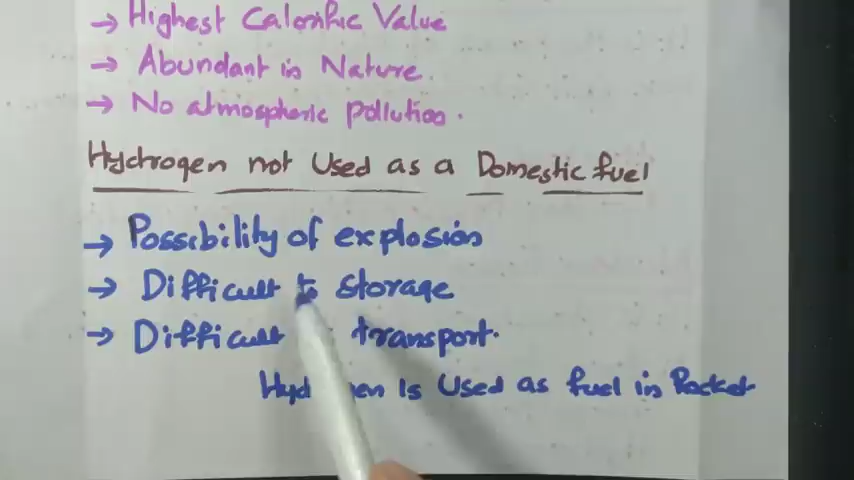 → Highest Calorific Value
→ Abundant in Nature.
→ No atmospheric pollution.
Hydrogen not Used as a Domestic fuel
→ Possibility of explosion
→ Difficult to storage
→ Difficult transport.
Is Used as fuel in Rocket